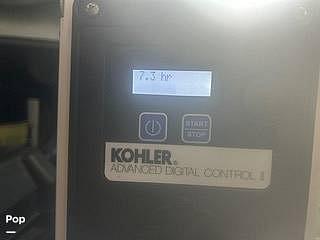 7.3 hr
START
STOP
KOHLER®
ADVANCED DIGITAL CONTROL II
Pop